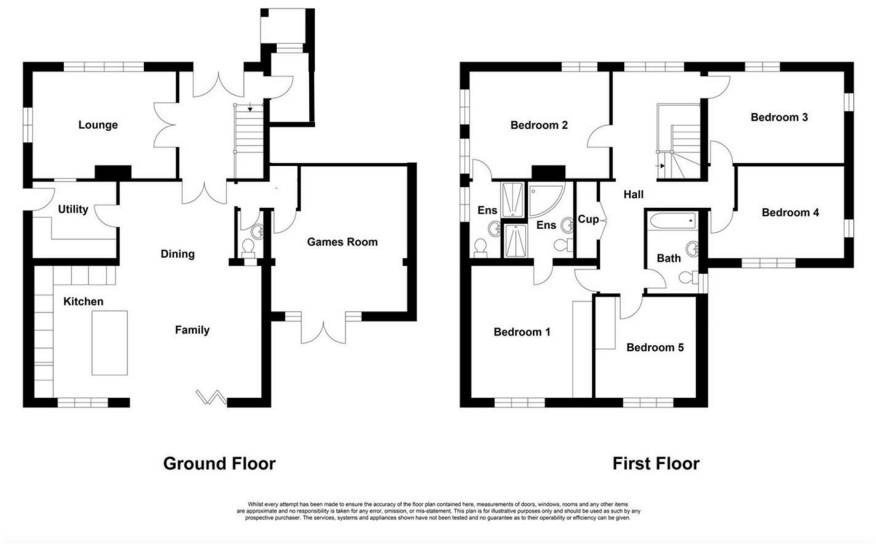 Lounge
Utility
Dining
Games Room
Kitchen
Family
Ground Floor
Bedroom 2
Bedroom 3
Hall
Ens
Ens
Cup
Bedroom 4
Bath
Bedroom 1
Bedroom 5
First Floor
Whilst every attempt has been made to ensure the accuracy of the floor plan contained here, measurements of doors, windows, rooms and any other items
are approximate and no responsibility is taken for any error, omission, or mis-statement. This plan is for illustrative purposes only and should be used as such by any
prospective purchaser. The services, systems and appliances shown have not been tested and no guarantee as to their operability or efficiency can be given.